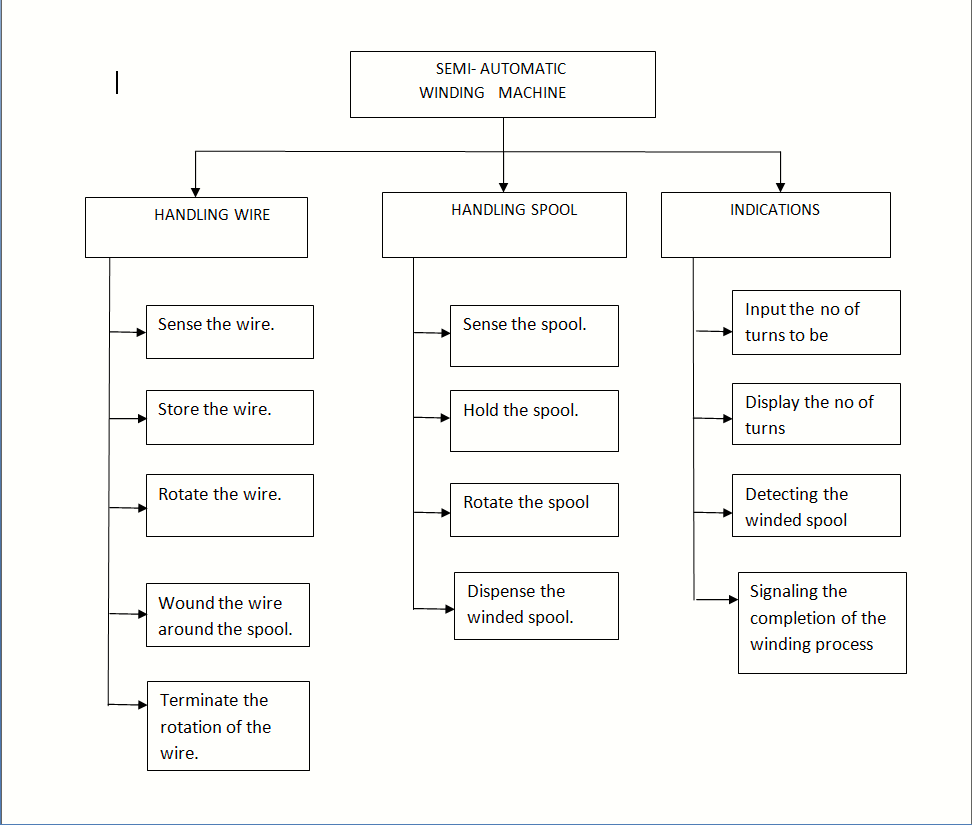 SEMI- AUTOMATIC
WINDING MACHINE
HANDLING WIRE
Sense the wire.
Store the wire.
Rotate the wire.
Wound the wire
around the spool.
Terminate the
rotation of the
wire.
HANDLING SPOOL
Sense the spool.
Hold the spool.
Rotate the spool
Dispense the
winded spool.
INDICATIONS
Input the no of
turns to be
Display the no of
turns
Detecting the
winded spool
Signaling the
completion of the
winding process